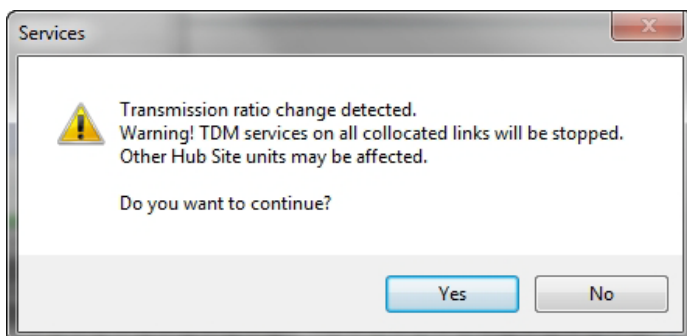 Services
Transmission ratio change detected.
Warning! TDM services on all collocated links will be stopped.
Other Hub Site units may be affected.
Do you want to continue?
Yes
No